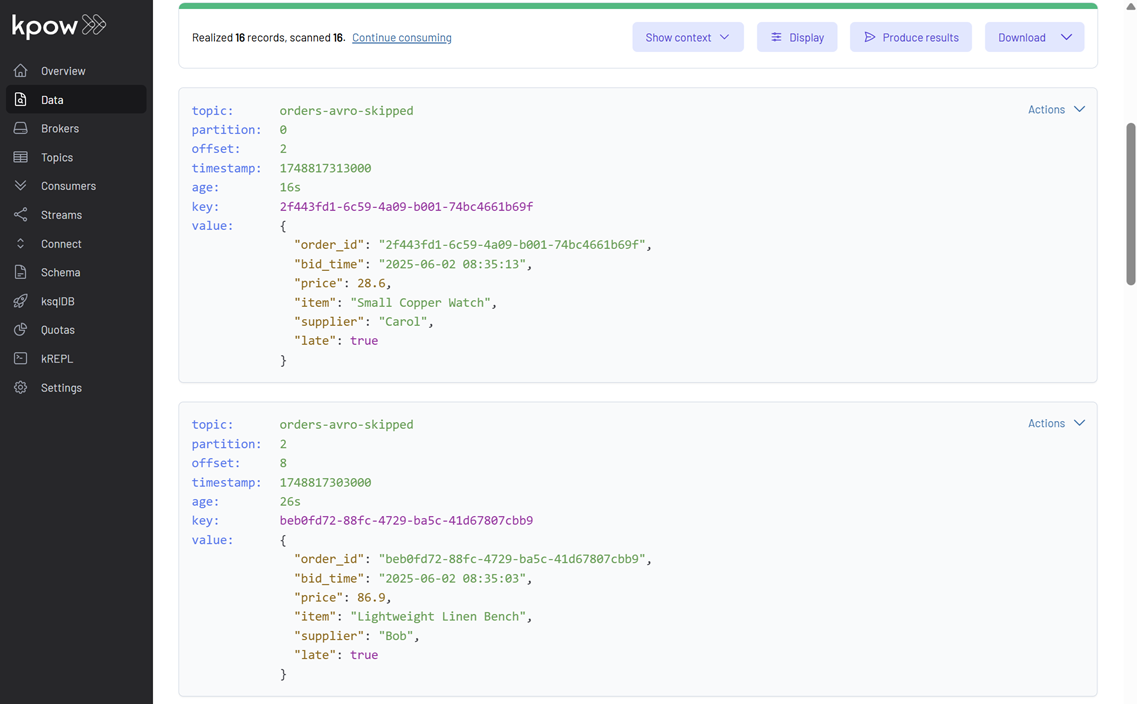 kpow
Overview
Data
Brokers
Topics
Consumers
Streams
Connect
Schema
ksqlDB
Quotas
kREPL
Settings
Realized 16 records, scanned 16. Continue consuming
Show context
Display
Produce results
Download
Actions
topic: orders-avro-skipped
partition: 0
offset: 2
timestamp: 1748817313000
age: 16s
key: 2f443fd1-6c59-4a09-b001-74bc4661b69f
value: {
"order_id": "2f443fd1-6c59-4a09-b001-74bc4661b69f",
"bid_time": "2025-06-02 08:35:13",
"price": 28.6,
"item": "Small Copper Watch",
"supplier": "Carol",
"late": true
}
Actions
topic: orders-avro-skipped
partition: 2
offset: 8
timestamp: 1748817303000
age: 26s
key: beb0fd72-88fc-4729-ba5c-41d67807cbb9
value: {
"order_id": "beb0fd72-88fc-4729-ba5c-41d67807cbb9",
"bid_time": "2025-06-02 08:35:03",
"price": 86.9,
"item": "Lightweight Linen Bench",
"supplier": "Bob",
"late": true
}